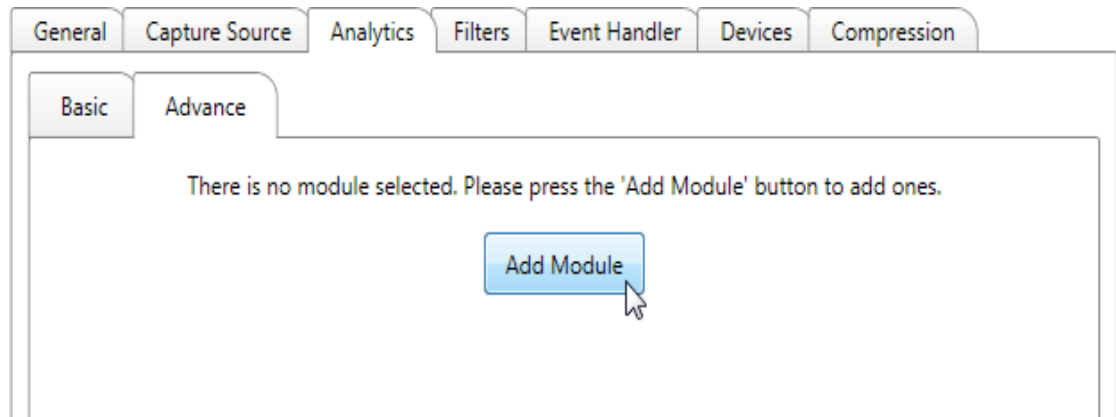 General Capture Source Analytics Filters Event Handler Devices Compression
Basic Advance
There is no module selected. Please press the 'Add Module' button to add ones.
Add Module